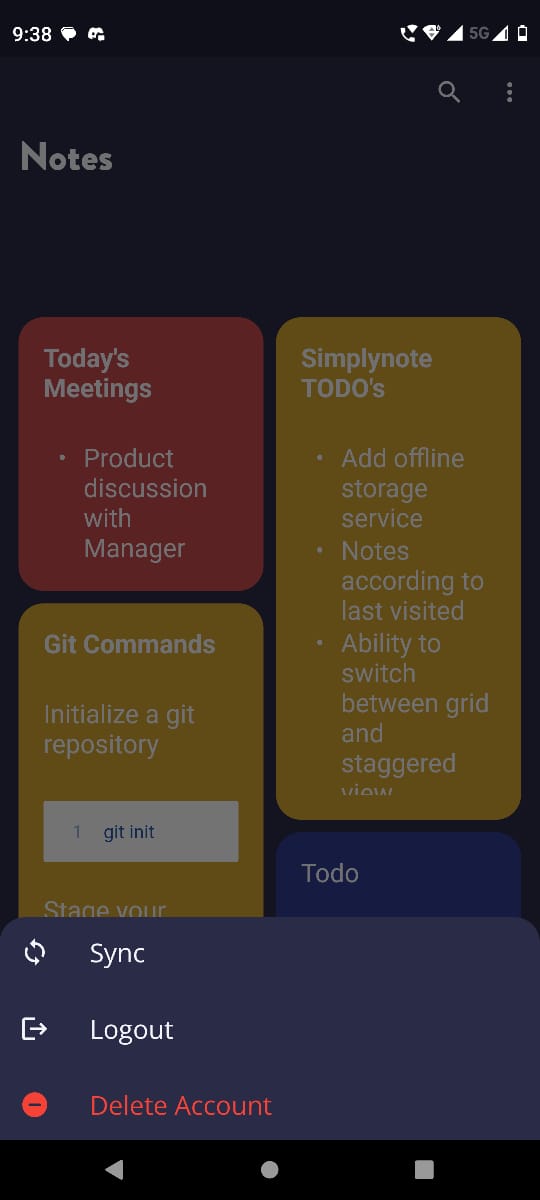 9:38
5G
Notes
Today's
Meetings
• Product
discussion
with
Manager
Simplynote
TODO's
• Add offline
storage
service
• Notes
according to
last visited
• Ability to
switch
between grid
and
staggered
view
Git Commands
Initialize a git
repository
1 git init
Stage your
Todo
Sync
Logout
Delete Account